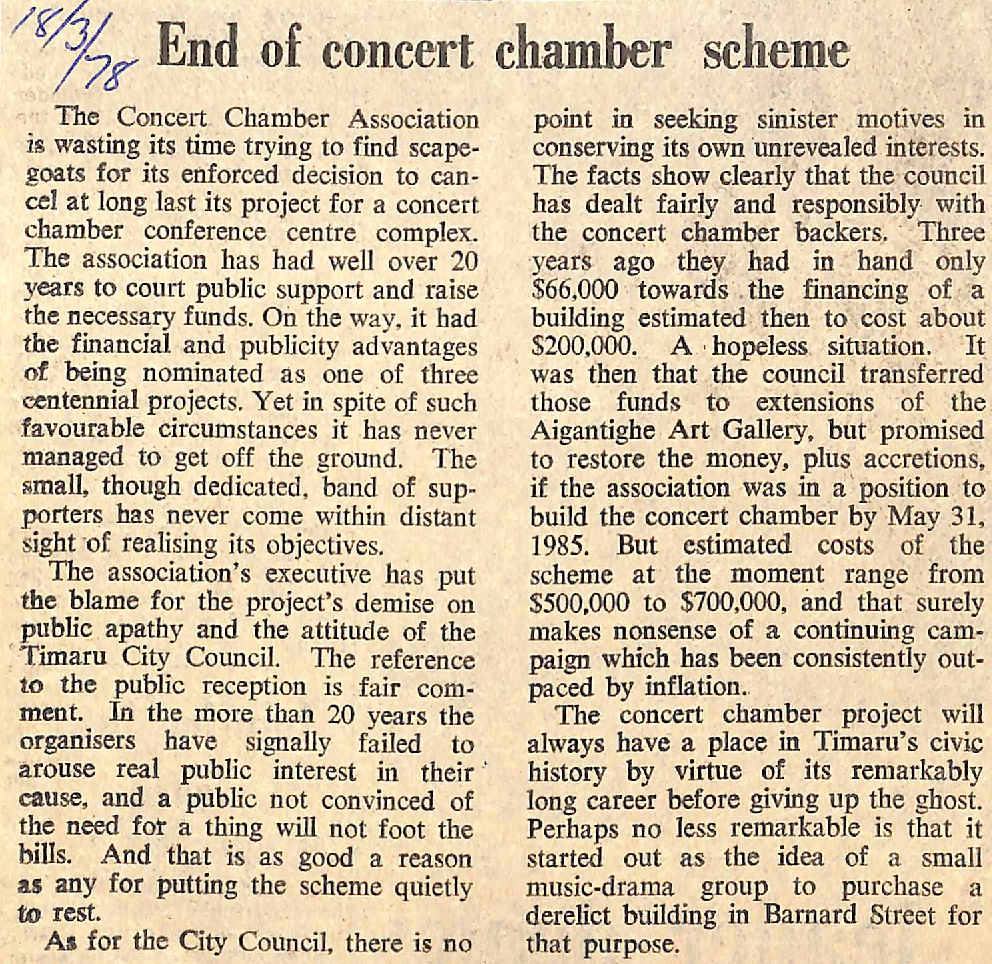 18/3/78
End of concert chamber scheme
The Concert Chamber Association
is wasting its time trying to find scape-
goats for its enforced decision to can-
cel at long last its project for a concert
chamber conference centre complex.
The association has had well over 20
years to court public support and raise
the necessary funds. On the way, it had
the financial and publicity advantages
of being nominated as one of three
centennial projects. Yet in spite of such
favourable circumstances it has never
managed to get off the ground. The
small, though dedicated, band of sup-
porters has never come within distant
sight of realising its objectives.
The association's executive has put
the blame for the project's demise on
public apathy and the attitude of the
Timaru City Council. The reference
to the public reception is fair com-
ment. In the more than 20 years the
organisers have signally failed to
arouse real public interest in their
cause, and a public not convinced of
the need for a thing will not foot the
bills. And that is as good a reason
as any for putting the scheme quietly
to rest.
As for the City Council, there is no
point in seeking sinister motives in
conserving its own unrevealed interests.
The facts show clearly that the council
has dealt fairly and responsibly with
the concert chamber backers. Three
years ago they had in hand only
$66,000 towards the financing of a
building estimated then to cost about
$200,000. A hopeless situation. It
was then that the council transferred
those funds to extensions of the
Aigantighe Art Gallery, but promised
to restore the money, plus accretions,
if the association was in a position to
build the concert chamber by May 31,
1985. But estimated costs of the
scheme at the moment range from
$500,000 to $700,000, and that surely
makes nonsense of a continuing cam-
paign which has been consistently out-
paced by inflation.
The concert chamber project will
always have a place in Timaru's civic
history by virtue of its remarkably
long career before giving up the ghost.
Perhaps no less remarkable is that it
started out as the idea of a small
music-drama group to purchase a
derelict building in Barnard Street for
that purpose.